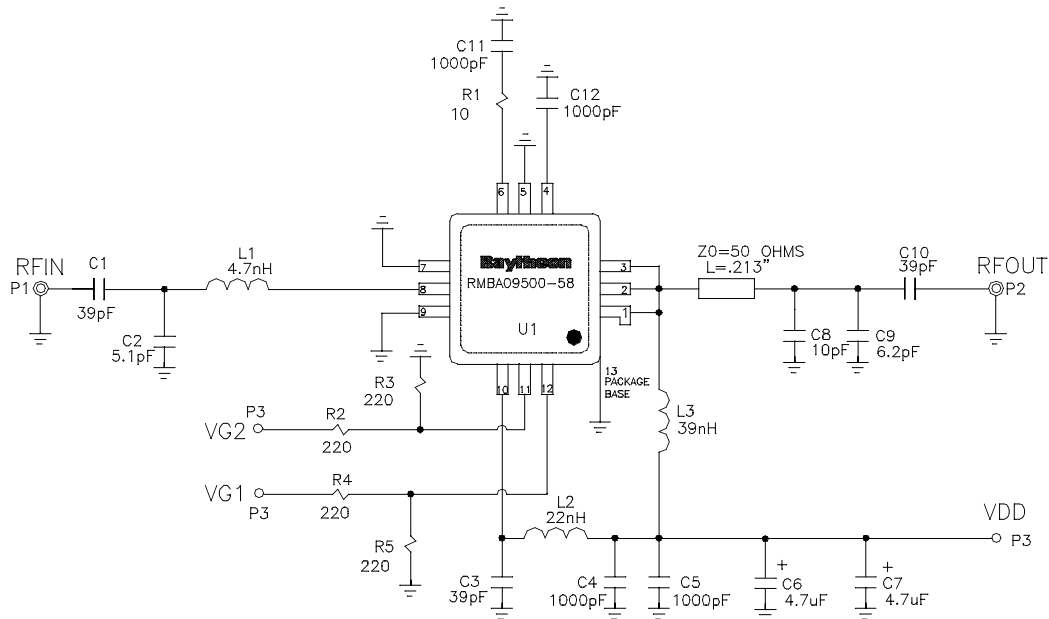 C11
1000pF
R1
10
C12
1000pF
6
5
4
RFIN
P1
C1
39pF
L1
4.7nH
C2
5.1pF
7
8
9
Raytheon
RMBA09500-58
U1
3
2
1
Z0=50 OHMS
L=.213"
C10
39pF
RFOUT
P2
C8
10pF
C9
6.2pF
10
11
12
13
PACKAGE
BASE
R3
220
P3
VG2
R2
220
L3
39nH
VG1
P3
R4
220
R5
220
L2
22nH
VDD
P3
C3
39pF
C4
1000pF
C5
1000pF
+
C6
4.7uF
+
C7
4.7uF